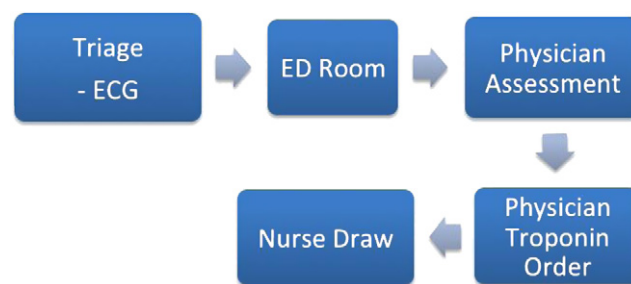 Triage
- ECG
ED Room
Physician
Assessment
Physician
Troponin
Order
Nurse Draw